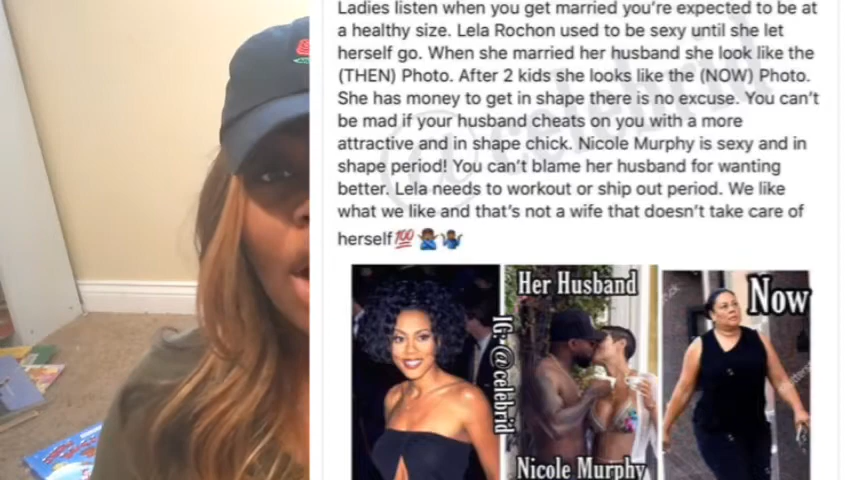 Ladies listen when you get married you're expected to be at
a healthy size. Lela Rochon used to be sexy until she let
herself go. When she married her husband she look like the
(THEN) Photo. After 2 kids she looks like the (NOW) Photo.
She has money to get in shape there is no excuse. You can't
be mad if your husband cheats on you with a more
attractive and in shape chick. Nicole Murphy is sexy and in
shape period! You can't blame her husband for wanting
better. Lela needs to workout or ship out period. We like
what we like and that's not a wife that doesn't take care of
herself💯🤷🏾‍♂️🤷🏾‍♂️
@celebrid
Her Husband
Now
IG: @celebrid
Nicole Murphy